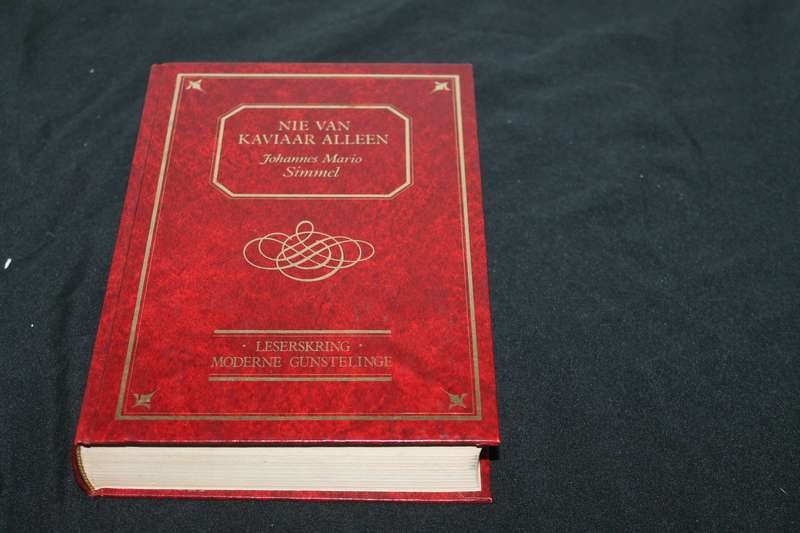 NIE VAN
KAVIAAR ALLEEN
Johannes Mario
Simmel
· LESERSKRING ·
MODERNE GUNSTELINGE